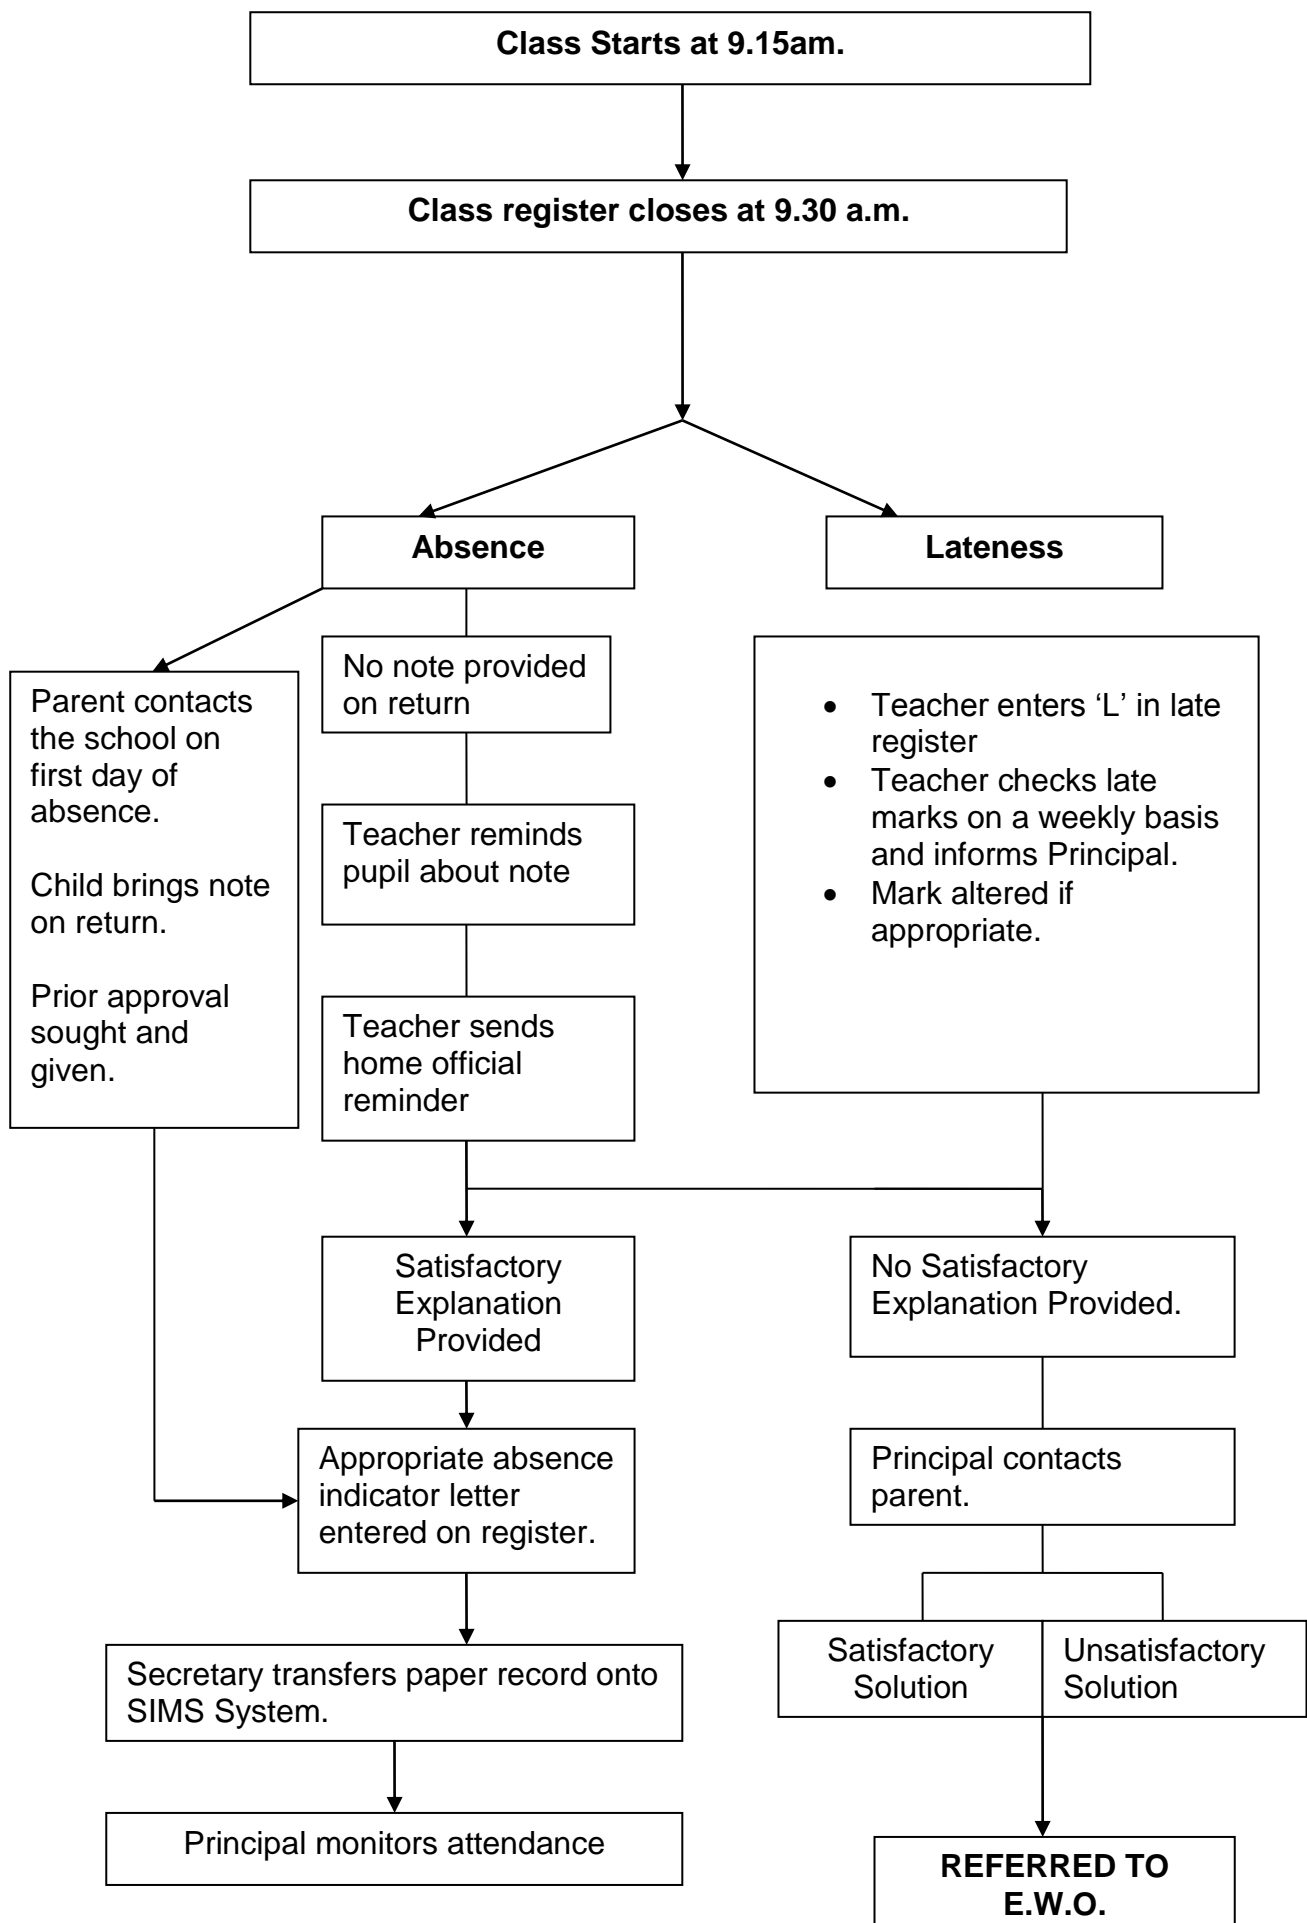 Class Starts at 9.15am.
Class register closes at 9.30 a.m.
Absence
Lateness
Parent contacts
the school on
first day of
absence.
Child brings note
on return.
Prior approval
sought and
given.
No note provided
on return
Teacher reminds
pupil about note
Teacher sends
home official
reminder
• Teacher enters ‘L’ in late
register
• Teacher checks late
marks on a weekly basis
and informs Principal.
• Mark altered if
appropriate.
Satisfactory
Explanation
Provided
No Satisfactory
Explanation Provided.
Appropriate absence
indicator letter
entered on register.
Principal contacts
parent.
Satisfactory
Solution
Unsatisfactory
Solution
Secretary transfers paper record onto
SIMS System.
Principal monitors attendance
REFERRED TO
E.W.O.